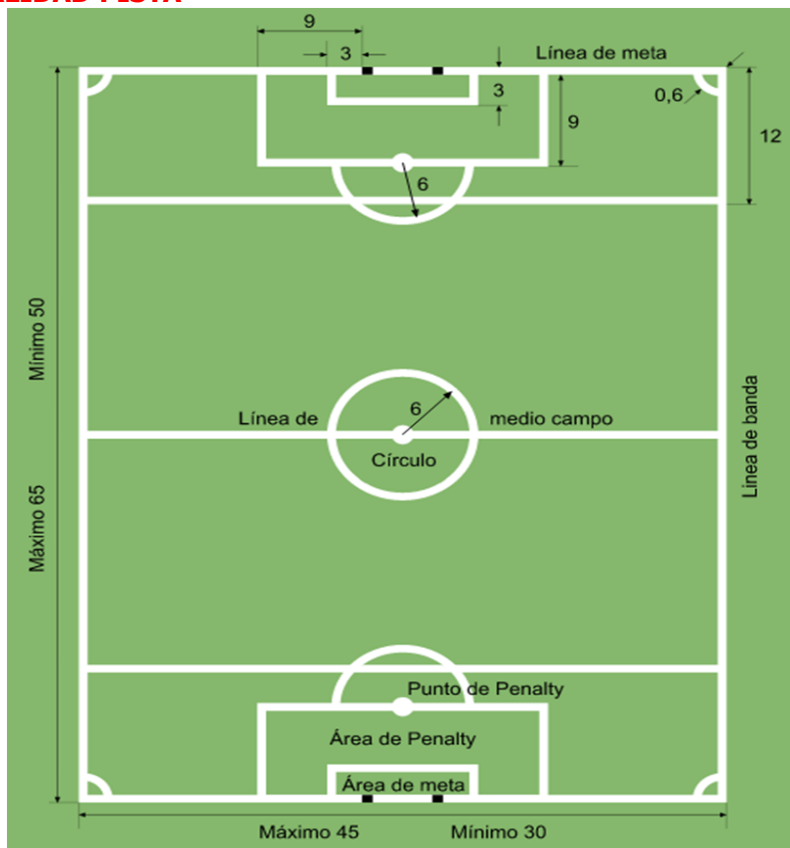 9
3
Línea de meta
3
0,6
9
12
6
Mínimo 50
Línea de
6
medio campo
Linea de banda
Círculo
Máximo 65
Punto de Penalty
Área de Penalty
Área de meta
Máximo 45
Mínimo 30